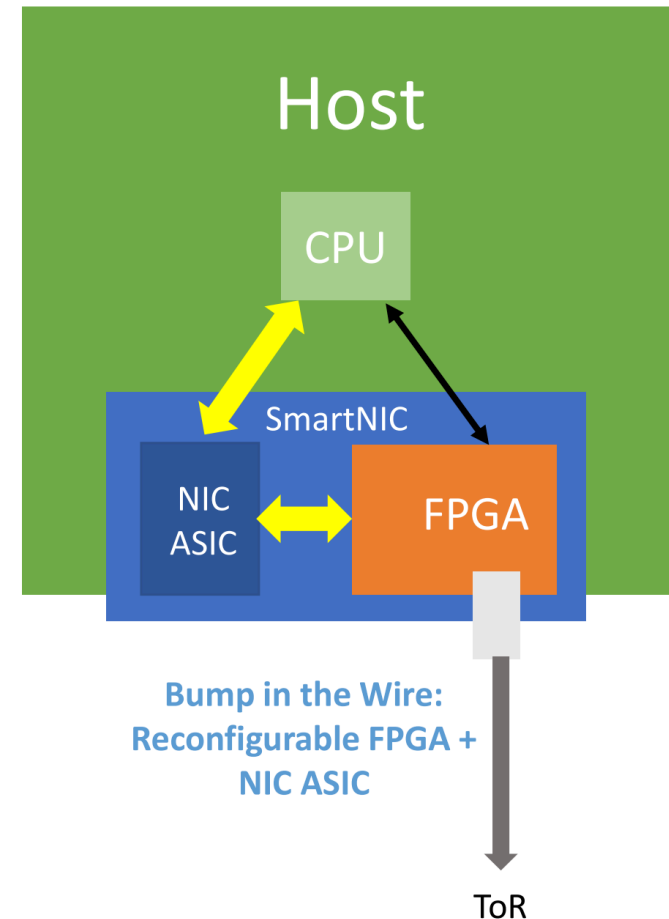 Host
CPU
SmartNIC
NIC
ASIC
FPGA
Bump in the Wire:
Reconfigurable FPGA +
NIC ASIC
ToR